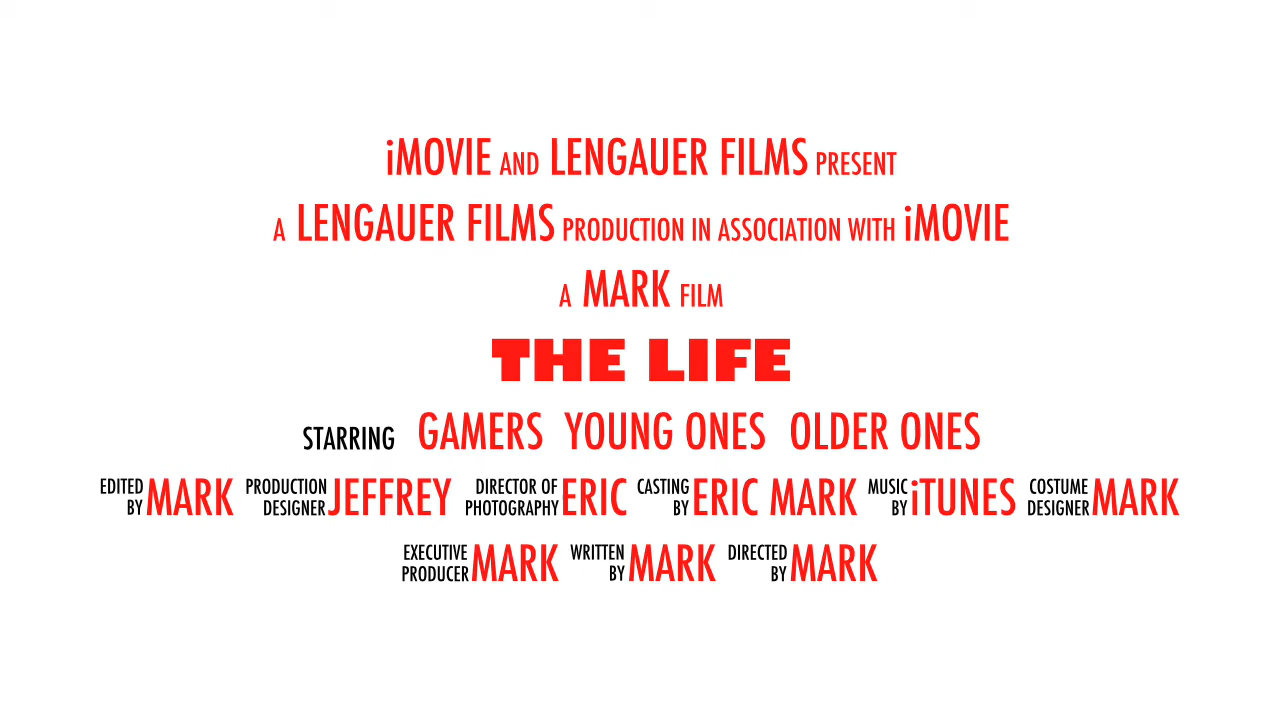 iMOVIE AND LENGAUER FILMS PRESENT
A LENGAUER FILMS PRODUCTION IN ASSOCIATION WITH iMOVIE
A MARK FILM
THE LIFE
STARRING GAMERS YOUNG ONES OLDER ONES
EDITED BY MARK PRODUCTION DESIGNER JEFFREY DIRECTOR OF PHOTOGRAPHY ERIC CASTING BY ERIC MARK MUSIC BY iTUNES COSTUME DESIGNER MARK
EXECUTIVE PRODUCER MARK WRITTEN BY MARK DIRECTED BY MARK